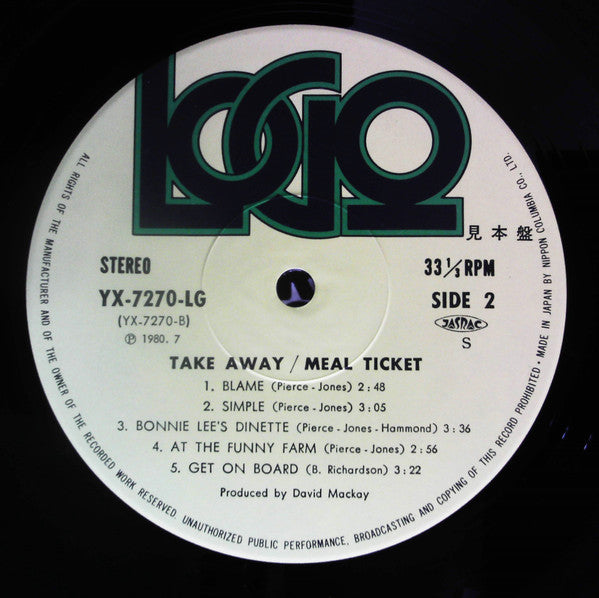 LOGO
見本盤
STEREO
33 1/3 RPM
YX-7270-LG
SIDE 2
(YX-7270-B)
JASRAC
℗ 1980. 7
S
TAKE AWAY / MEAL TICKET
1. BLAME (Pierce - Jones) 2:48
2. SIMPLE (Pierce - Jones) 3:05
3. BONNIE LEE'S DINETTE (Pierce - Jones - Hammond) 3:36
4. AT THE FUNNY FARM (Pierce - Jones) 2:56
5. GET ON BOARD (B. Richardson) 3:22
Produced by David Mackay
ALL RIGHTS OF THE MANUFACTURER AND OF THE OWNER OF THE RECORDED WORK RESERVED. UNAUTHORIZED PUBLIC PERFORMANCE, BROADCASTING AND COPYING OF THIS RECORD PROHIBITED • MADE IN JAPAN BY NIPPON COLUMBIA CO., LTD.